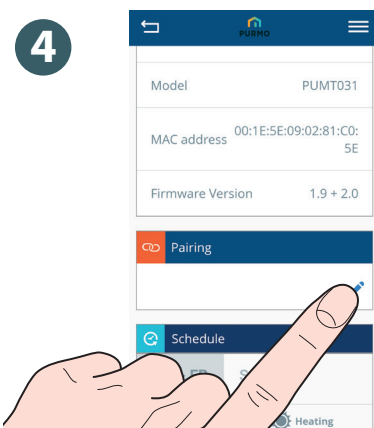 4
PURMO
Model PUMT031
MAC address 00:1E:5E:09:02:81:C0:
5E
Firmware Version 1.9 + 2.0
Pairing
Schedule
Heating